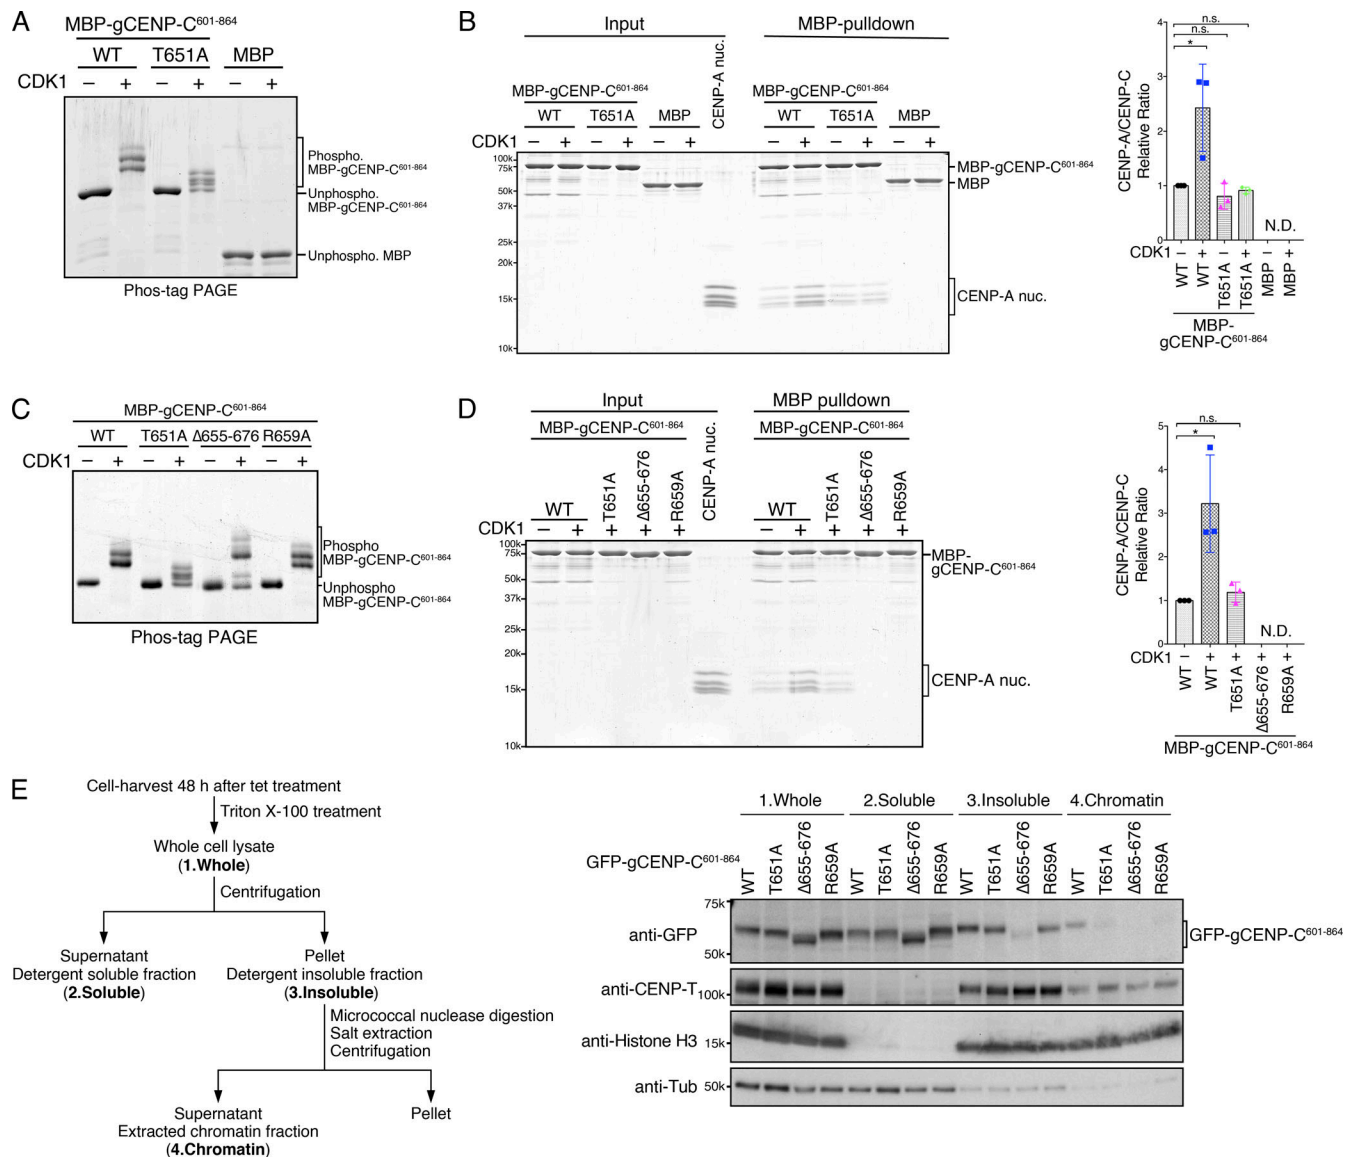 A
MBP-gCENP-C601-864
WT T651A MBP
CDK1 – + – + – +
Phospho.
MBP-gCENP-C601-864
Unphospho.
MBP-gCENP-C601-864
Unphospho. MBP
Phos-tag PAGE
B
Input MBP-pulldown
CENP-A nuc.
MBP-gCENP-C601-864 MBP-gCENP-C601-864
WT T651A MBP WT T651A MBP
CDK1 – + – + – + – + – + – +
100k
75k
50k
37k
25k
20k
15k
10k
MBP-gCENP-C601-864
MBP
CENP-A nuc.
n.s.
n.s.
*
CENP-A/CENP-C
Relative Ratio
4
3
2
1
0
N.D.
CDK1 – + – + – +
WT WT T651A T651A MBP MBP
MBP-
gCENP-C601-864
C
MBP-gCENP-C601-864
WT T651A Δ655-676 R659A
CDK1 – + – + – + – +
Phospho
MBP-gCENP-C601-864
Unphospho
MBP-gCENP-C601-864
Phos-tag PAGE
D
Input MBP pulldown
MBP-gCENP-C601-864 MBP-gCENP-C601-864
WT T651A Δ655-676 R659A CENP-A nuc. WT T651A Δ655-676 R659A
CDK1 – + + + + – + + + +
100k
75k
50k
37k
25k
20k
15k
10k
MBP-
gCENP-C601-864
CENP-A nuc.
n.s.
*
CENP-A/CENP-C
Relative Ratio
5
4
3
2
1
0
N.D.
CDK1 – + + + +
WT WT T651A Δ655-676 R659A
MBP-gCENP-C601-864
E
Cell-harvest 48 h after tet treatment
Triton X-100 treatment
Whole cell lysate
(1.Whole)
Centrifugation
Supernatant
Detergent soluble fraction
(2.Soluble)
Pellet
Detergent insoluble fraction
(3.Insoluble)
Micrococcal nuclease digestion
Salt extraction
Centrifugation
Supernatant
Extracted chromatin fraction
(4.Chromatin)
Pellet
1.Whole 2.Soluble 3.Insoluble 4.Chromatin
GFP-gCENP-C601-864
WT T651A Δ655-676 R659A WT T651A Δ655-676 R659A WT T651A Δ655-676 R659A WT T651A Δ655-676 R659A
75k
anti-GFP
50k
GFP-gCENP-C601-864
anti-CENP-T 100k
anti-Histone H3 15k
anti-Tub 50k